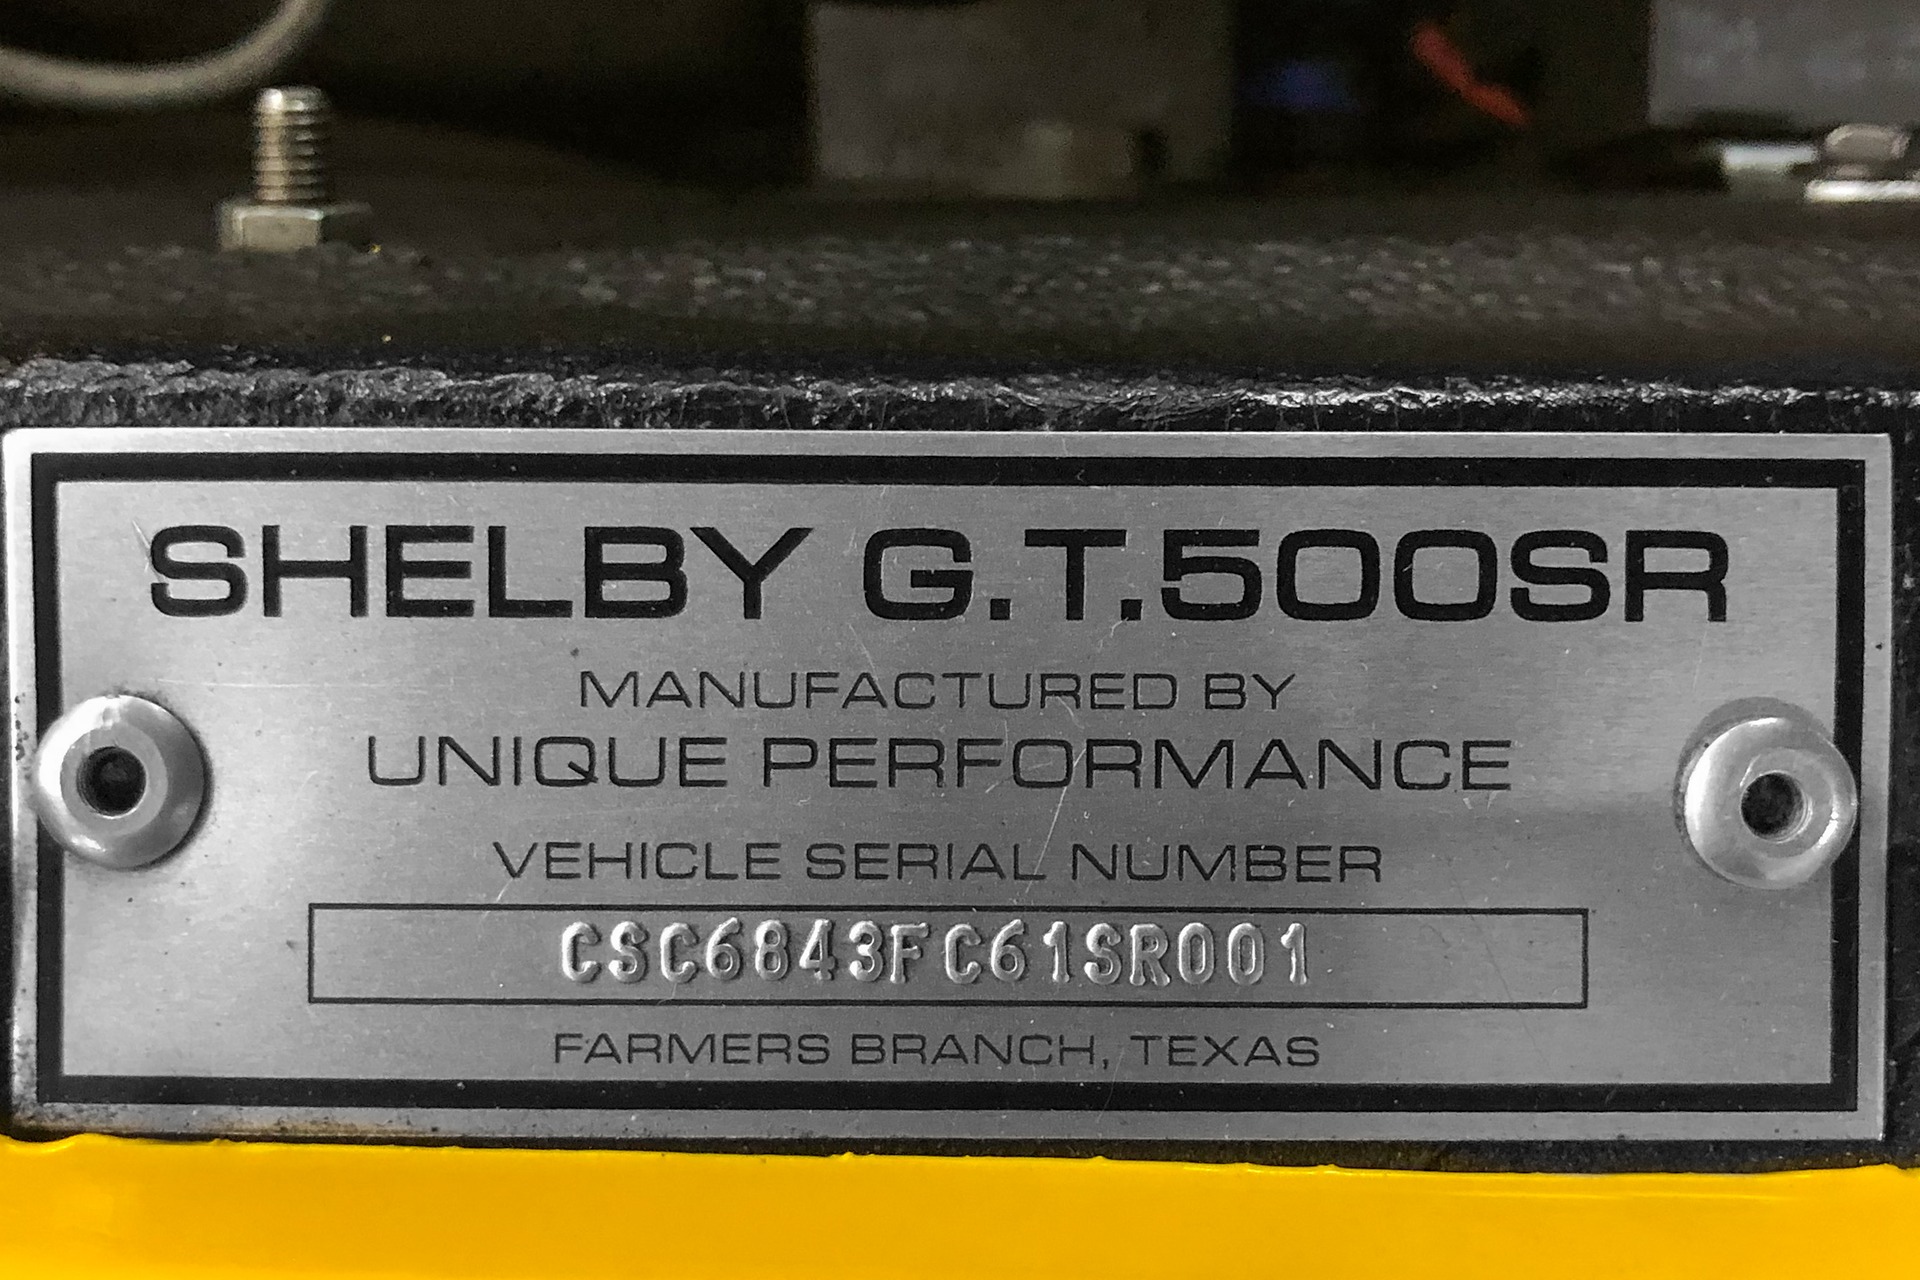 SHELBY G.T.500SR
MANUFACTURED BY
UNIQUE PERFORMANCE
VEHICLE SERIAL NUMBER
CSC6843FC61SR001
FARMERS BRANCH, TEXAS